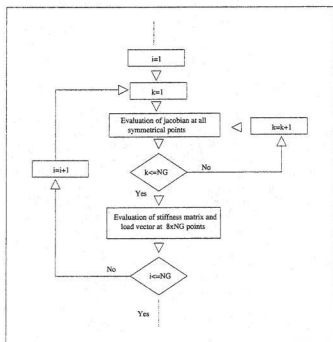 i=1
k=1
Evaluation of jacobian at all
symmetrical points
k=k+1
i=i+1
k<=NG
No
Yes
Evaluation of stiffness matrix and
load vector at 8xNG points
No
i<=NG
Yes